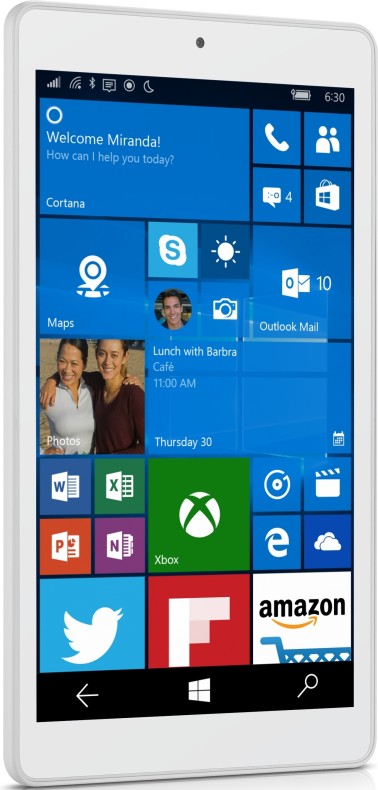 6:30
Welcome Miranda!
How can I help you today?
Cortana
4
Maps
S
10
Outlook Mail
Photos
Lunch with Barbra
Café
11:00 AM
Thursday 30
W
X
P
N
Xbox
amazon